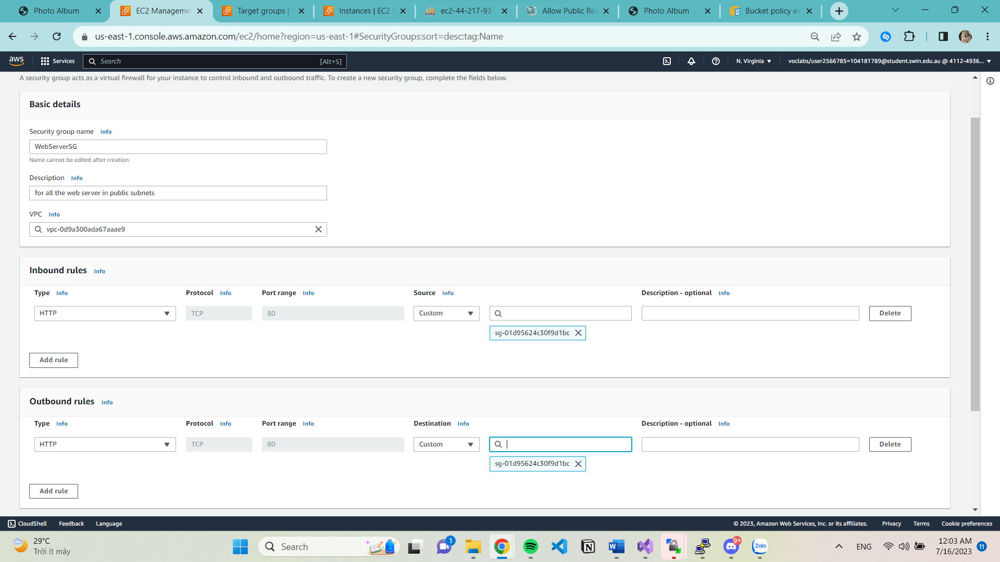 Photo Album
EC2 Manageme
Target groups |
Instances | EC2
ec2-44-217-93-
Allow Public Rea
Photo Album
Bucket policy ex
us-east-1.console.aws.amazon.com/ec2/home?region=us-east-1#SecurityGroups:sort=desc:tag:Name
aws
Services
Search
[Alt+S]
N. Virginia
voclabs/user2566785=104181789@student.swin.edu.au @ 4112-4936...
A security group acts as a virtual firewall for your instance to control inbound and outbound traffic. To create a new security group, complete the fields below.
Basic details
Security group name Info
WebServerSG
Name cannot be edited after creation.
Description Info
for all the web server in public subnets
VPC Info
vpc-0d9a300ada67aaae9
Inbound rules Info
Type Info Protocol Info Port range Info Source Info Description - optional Info
HTTP TCP 80 Custom Delete
sg-01d95624c30f9d1bc
Add rule
Outbound rules Info
Type Info Protocol Info Port range Info Destination Info Description - optional Info
HTTP TCP 80 Custom Delete
sg-01d95624c30f9d1bc
Add rule
CloudShell Feedback Language © 2023, Amazon Web Services, Inc. or its affiliates. Privacy Terms Cookie preferences
29°C
Trời ít mây
Search
1
9+
Zalo
ENG
12:03 AM
7/16/2023
11